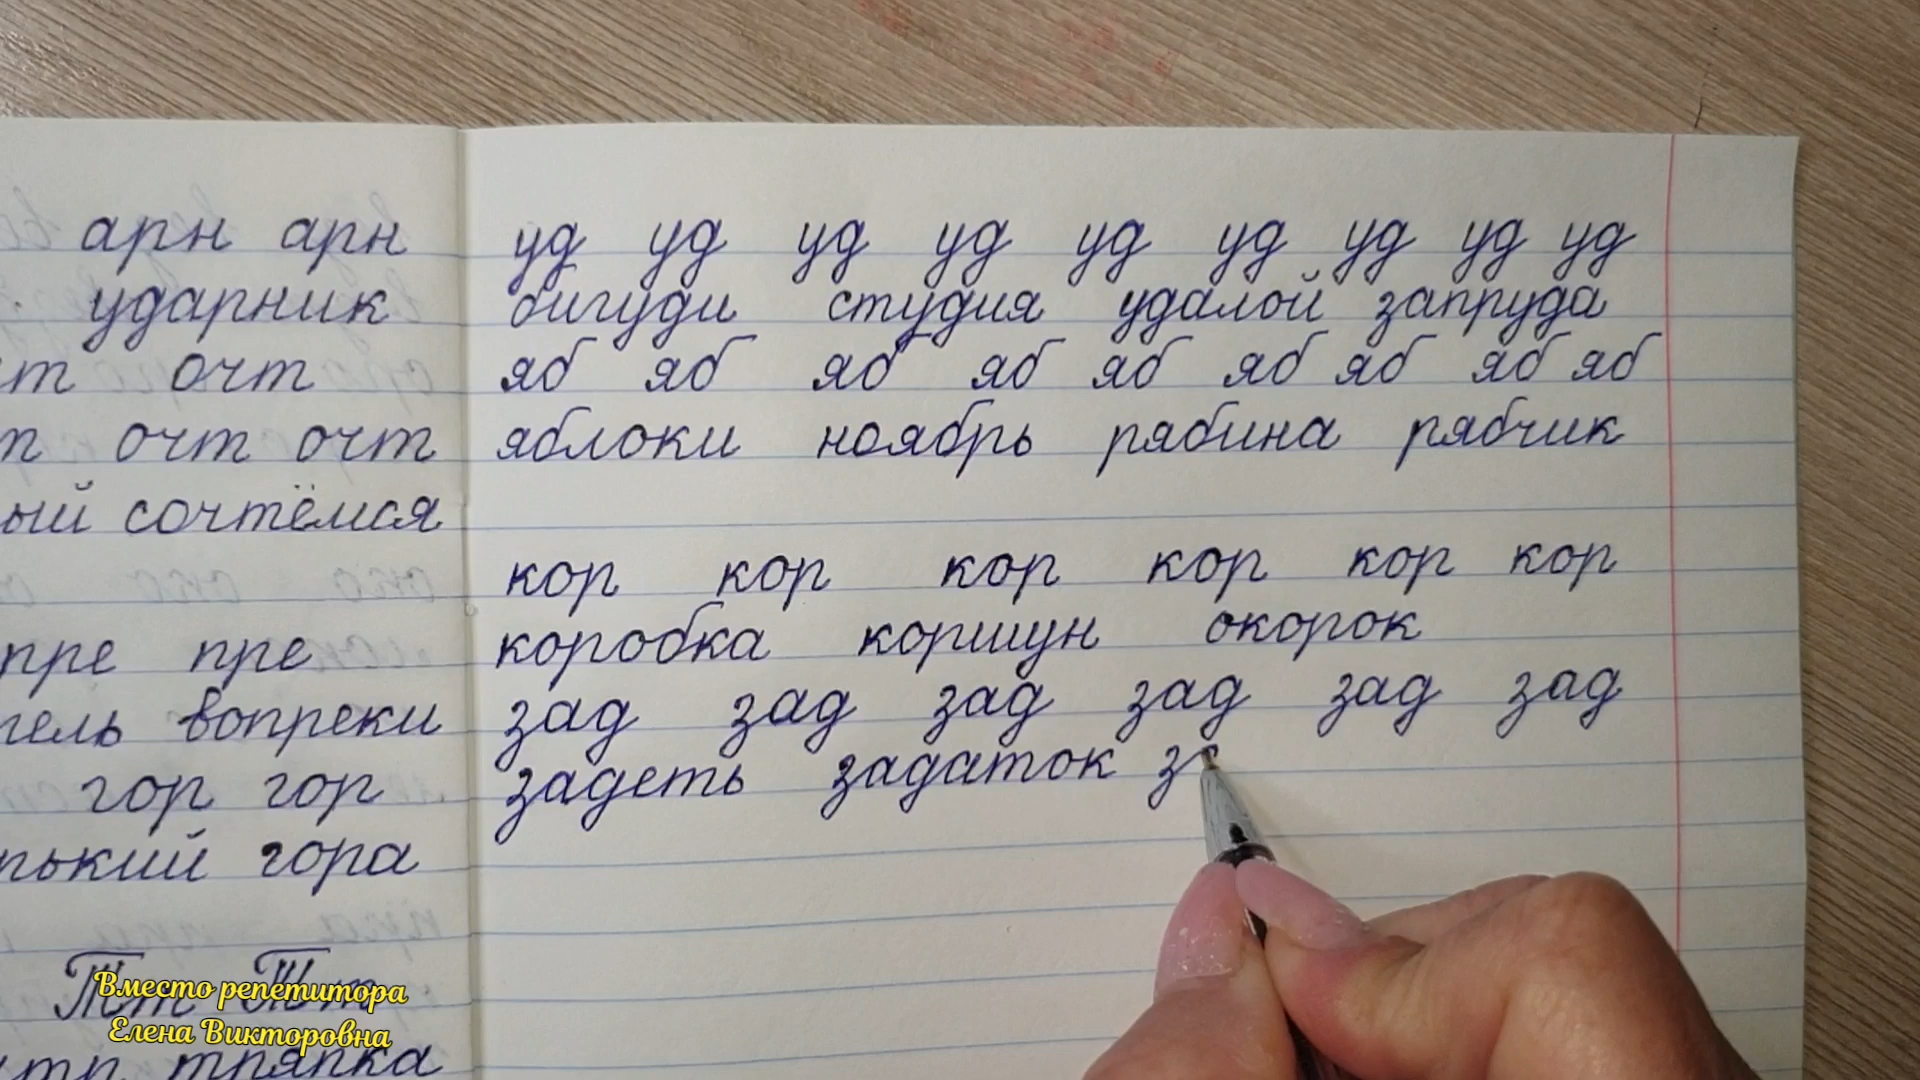 арн арн
ударник
очт
очт очт
сочтёмся
пре пре
вопреки
гор гор
гора
тряпка
уд уд уд уд уд уд уд уд уд
бигуди студия удалой запруда
яб яб яб яб яб яб яб яб яб
яблоки ноябрь рябина рябчик
кор кор кор кор кор кор
коробка коршун окорок
зад зад зад зад зад зад
задеть задаток
Вместо репетитора
Елена Викторовна